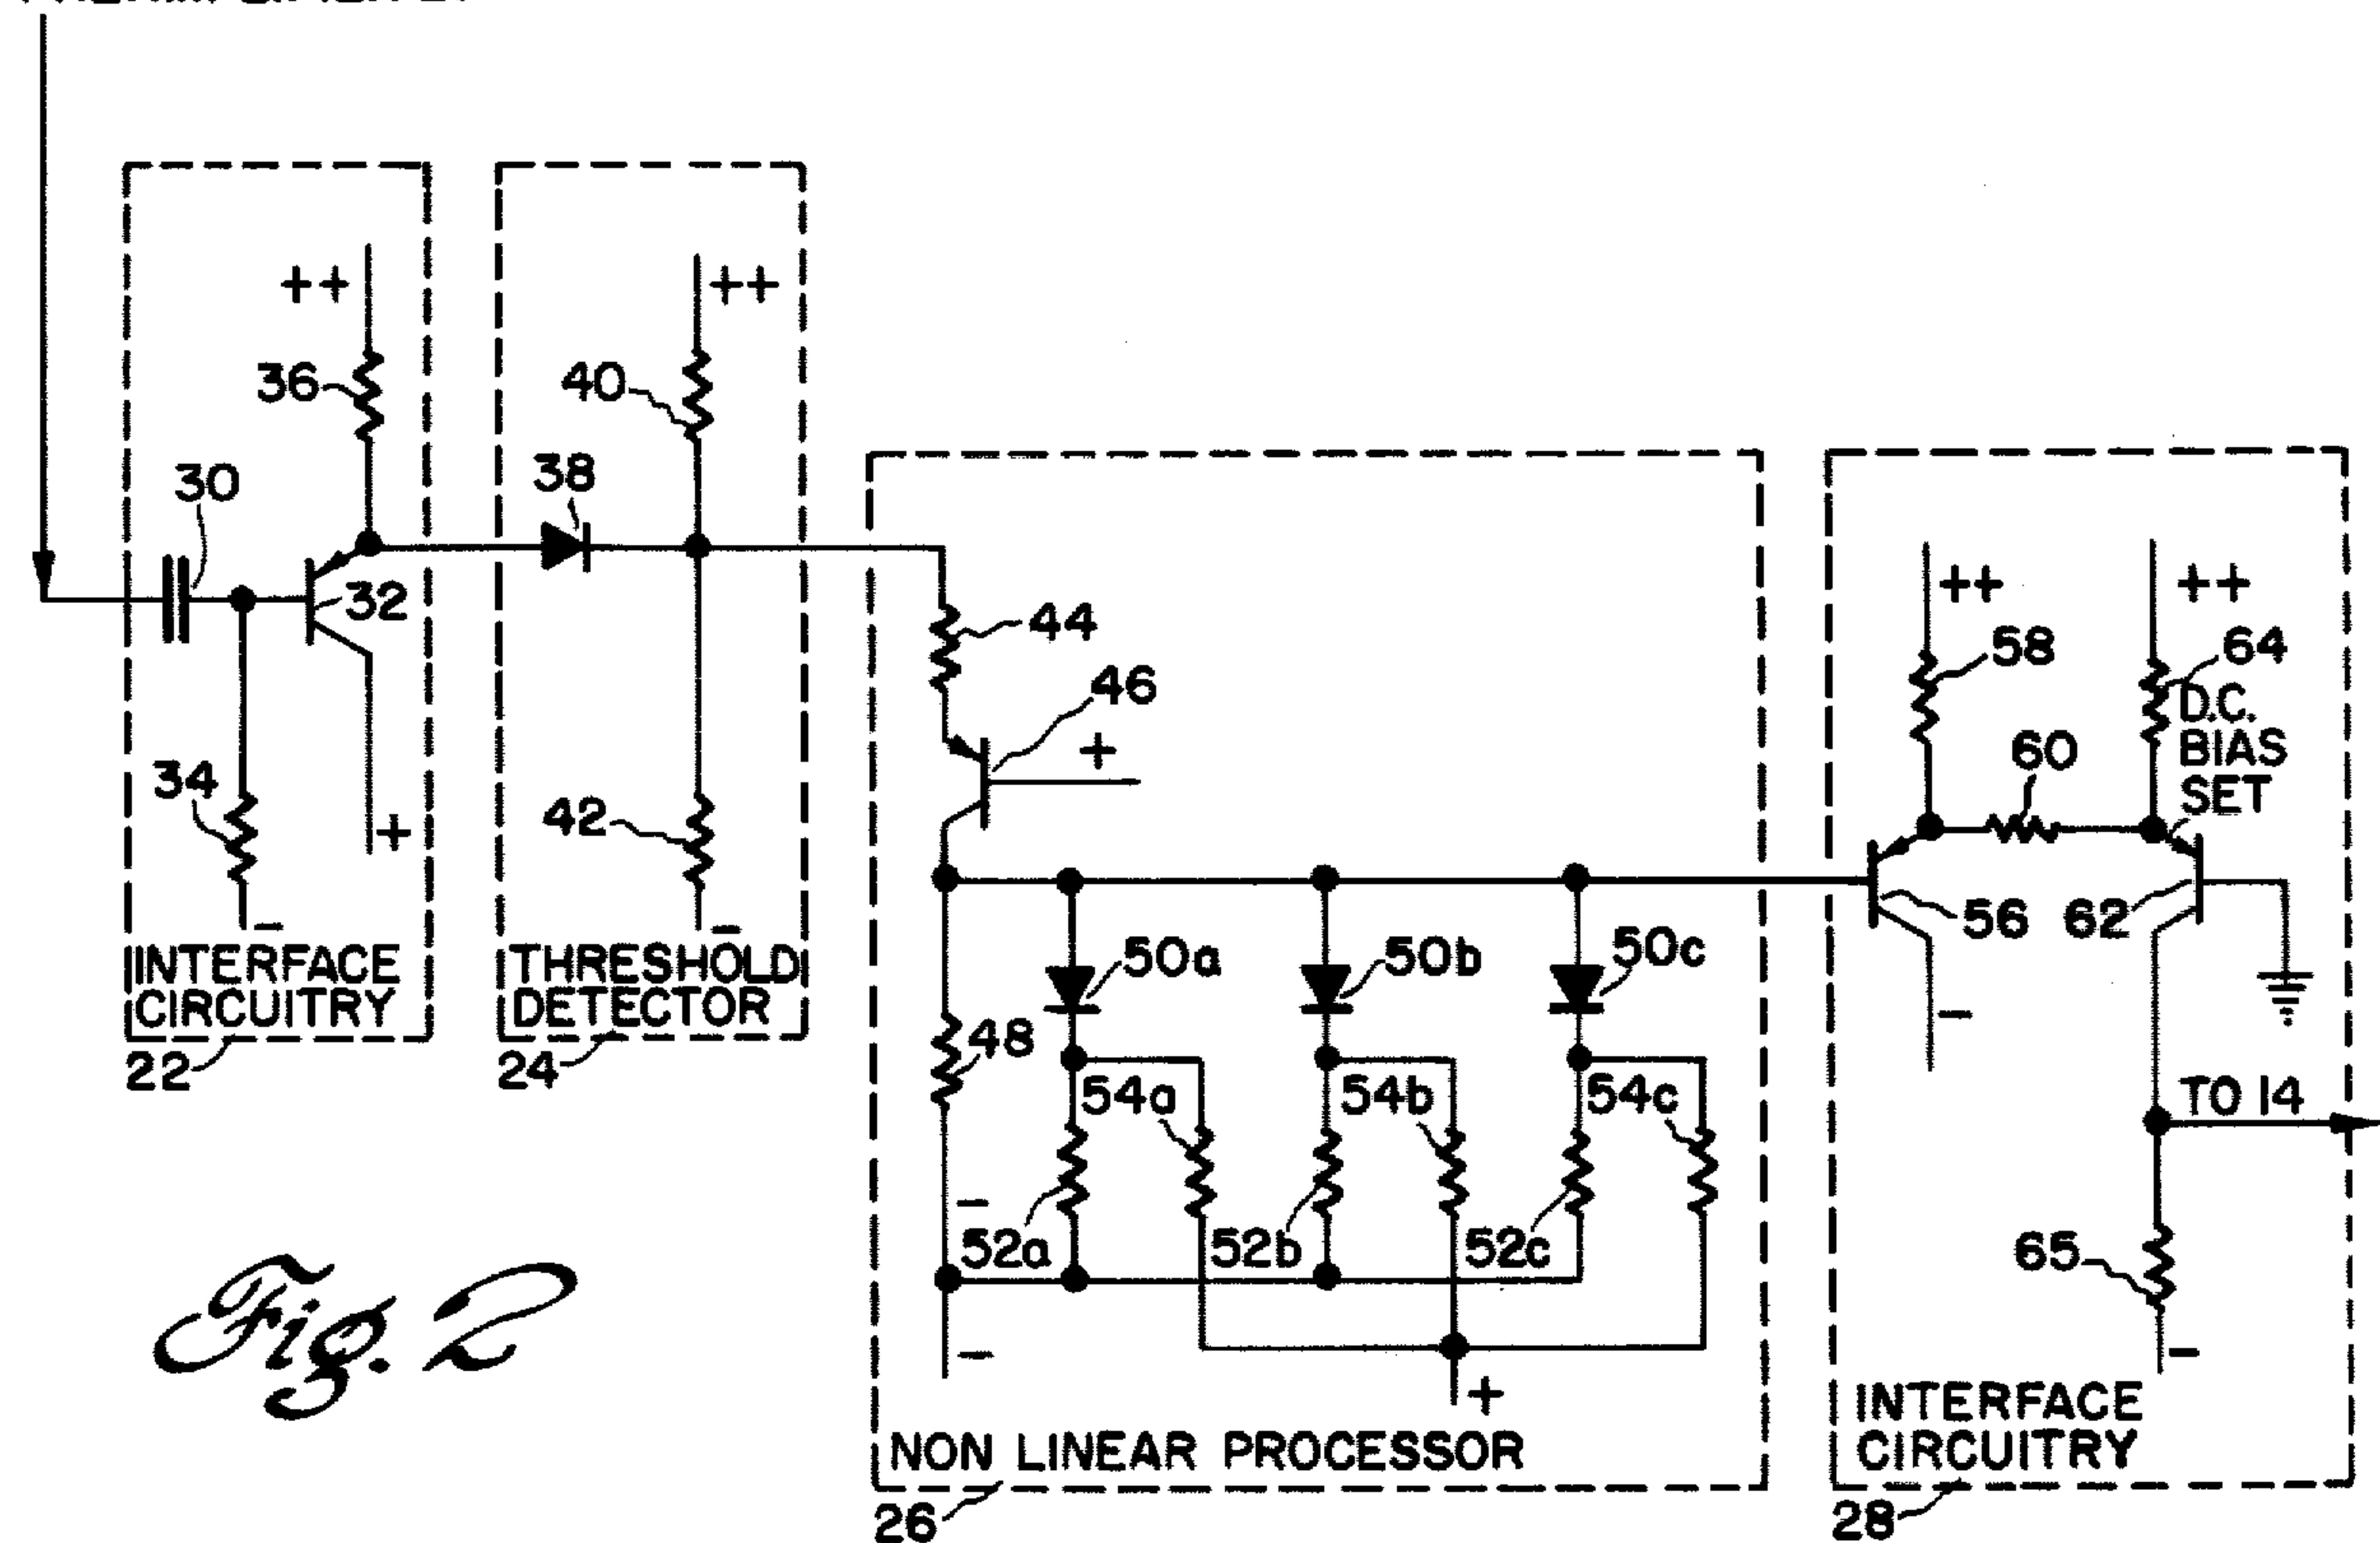 ++
++
36
40
38
30
32
44
++
++
58
64
46
+
D.C.
BIAS
SET
60
34
42
+
-
-
INTERFACE
CIRCUITRY
THRESHOLD
DETECTOR
22
24
50a
50b
50c
56
62
-
48
54a
54b
54c
TO 14
-
52a
52b
52c
65
-
+
-
Fig. 2
NON LINEAR PROCESSOR
INTERFACE
CIRCUITRY
26
28